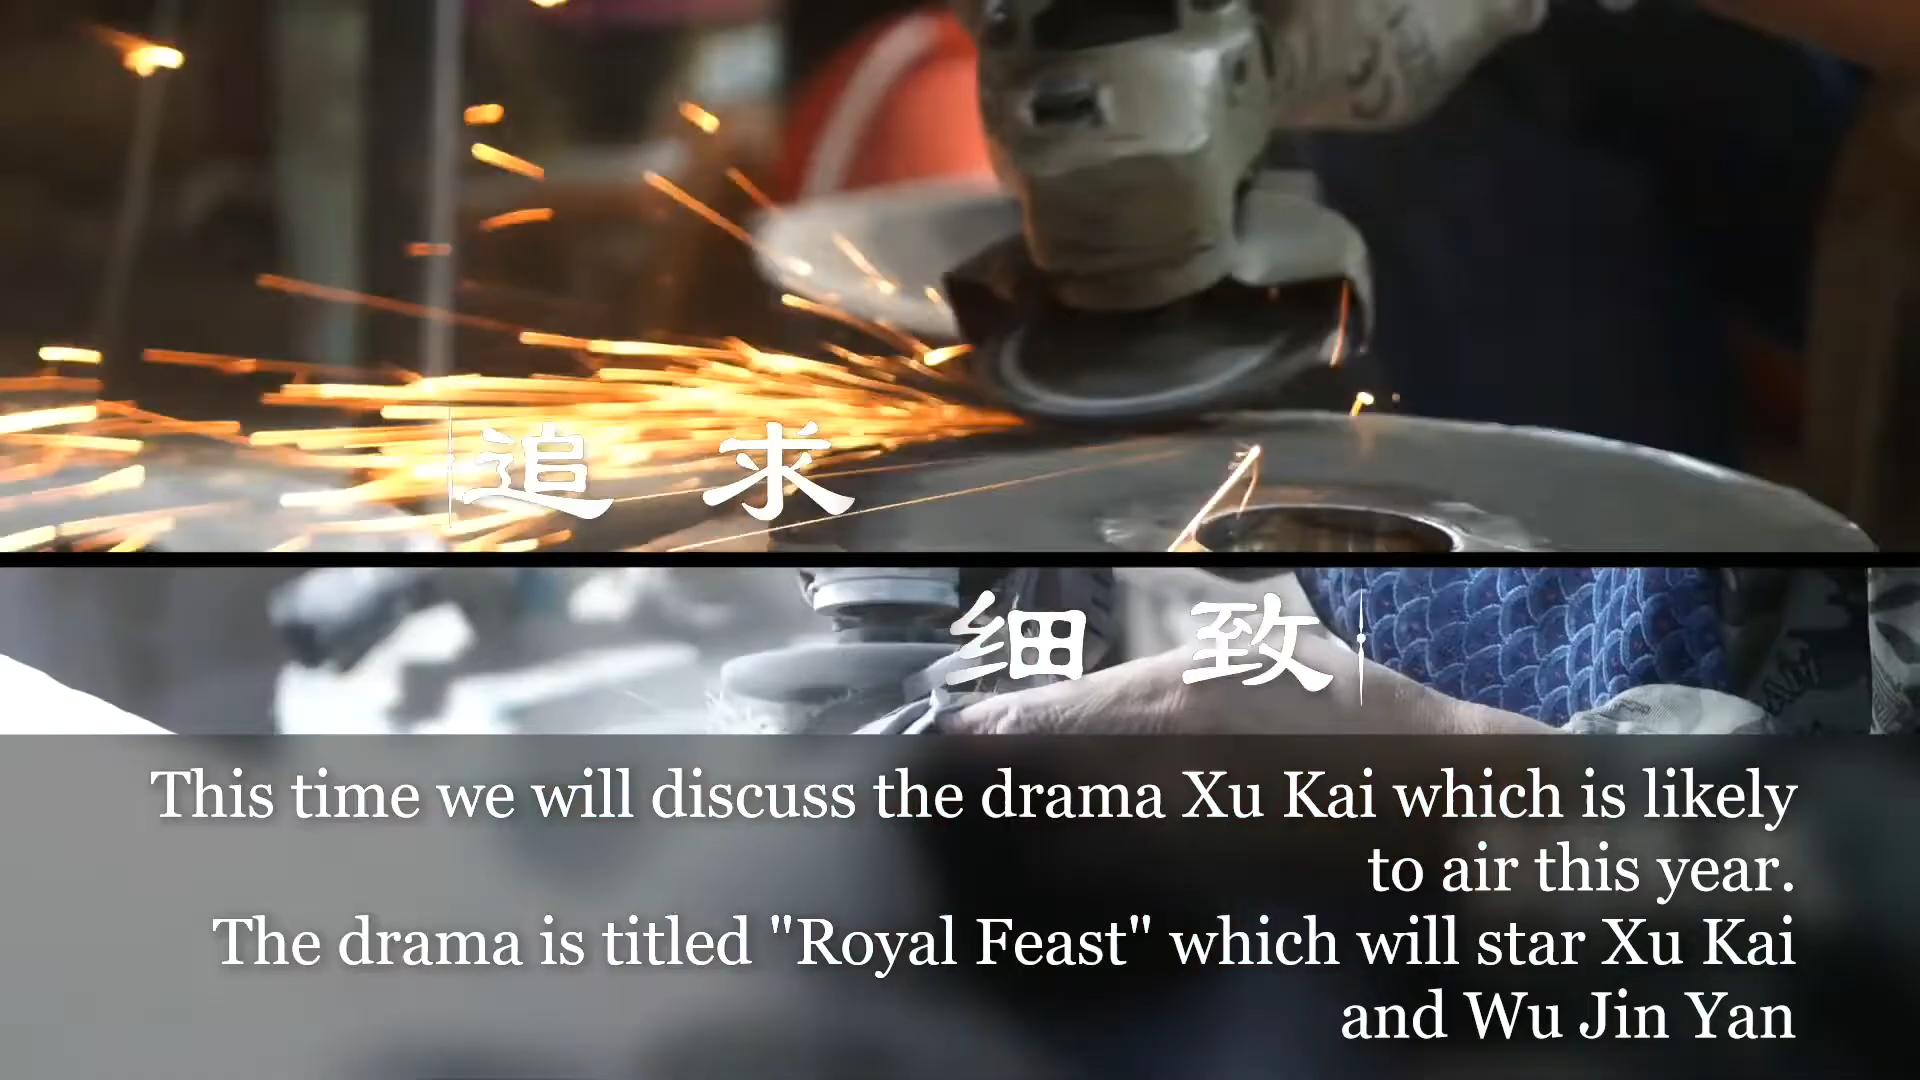 追求
细致
This time we will discuss the drama Xu Kai which is likely
to air this year.
The drama is titled "Royal Feast" which will star Xu Kai
and Wu Jin Yan